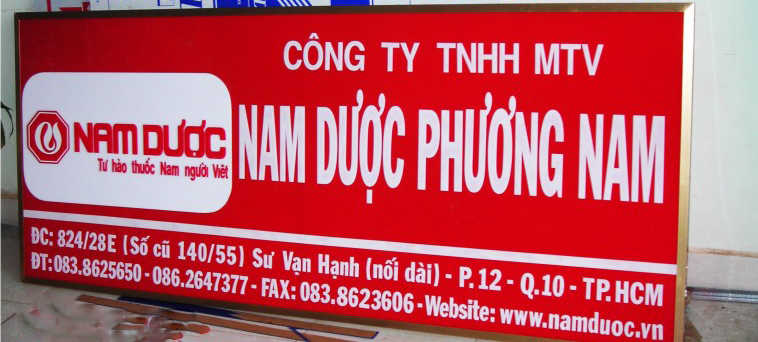 CÔNG TY TNHH MTV
NAM DƯỢC
Tự hào thuốc Nam người Việt
NAM DƯỢC PHƯƠNG NAM
ĐC: 824/28E (Số cũ 140/55) Sư Vạn Hạnh (nối dài) - P.12 - Q.10 - TP.HCM
ĐT:083.8625650 - 086.2647377 - FAX: 083.8623606 - Website: www.namduoc.vn